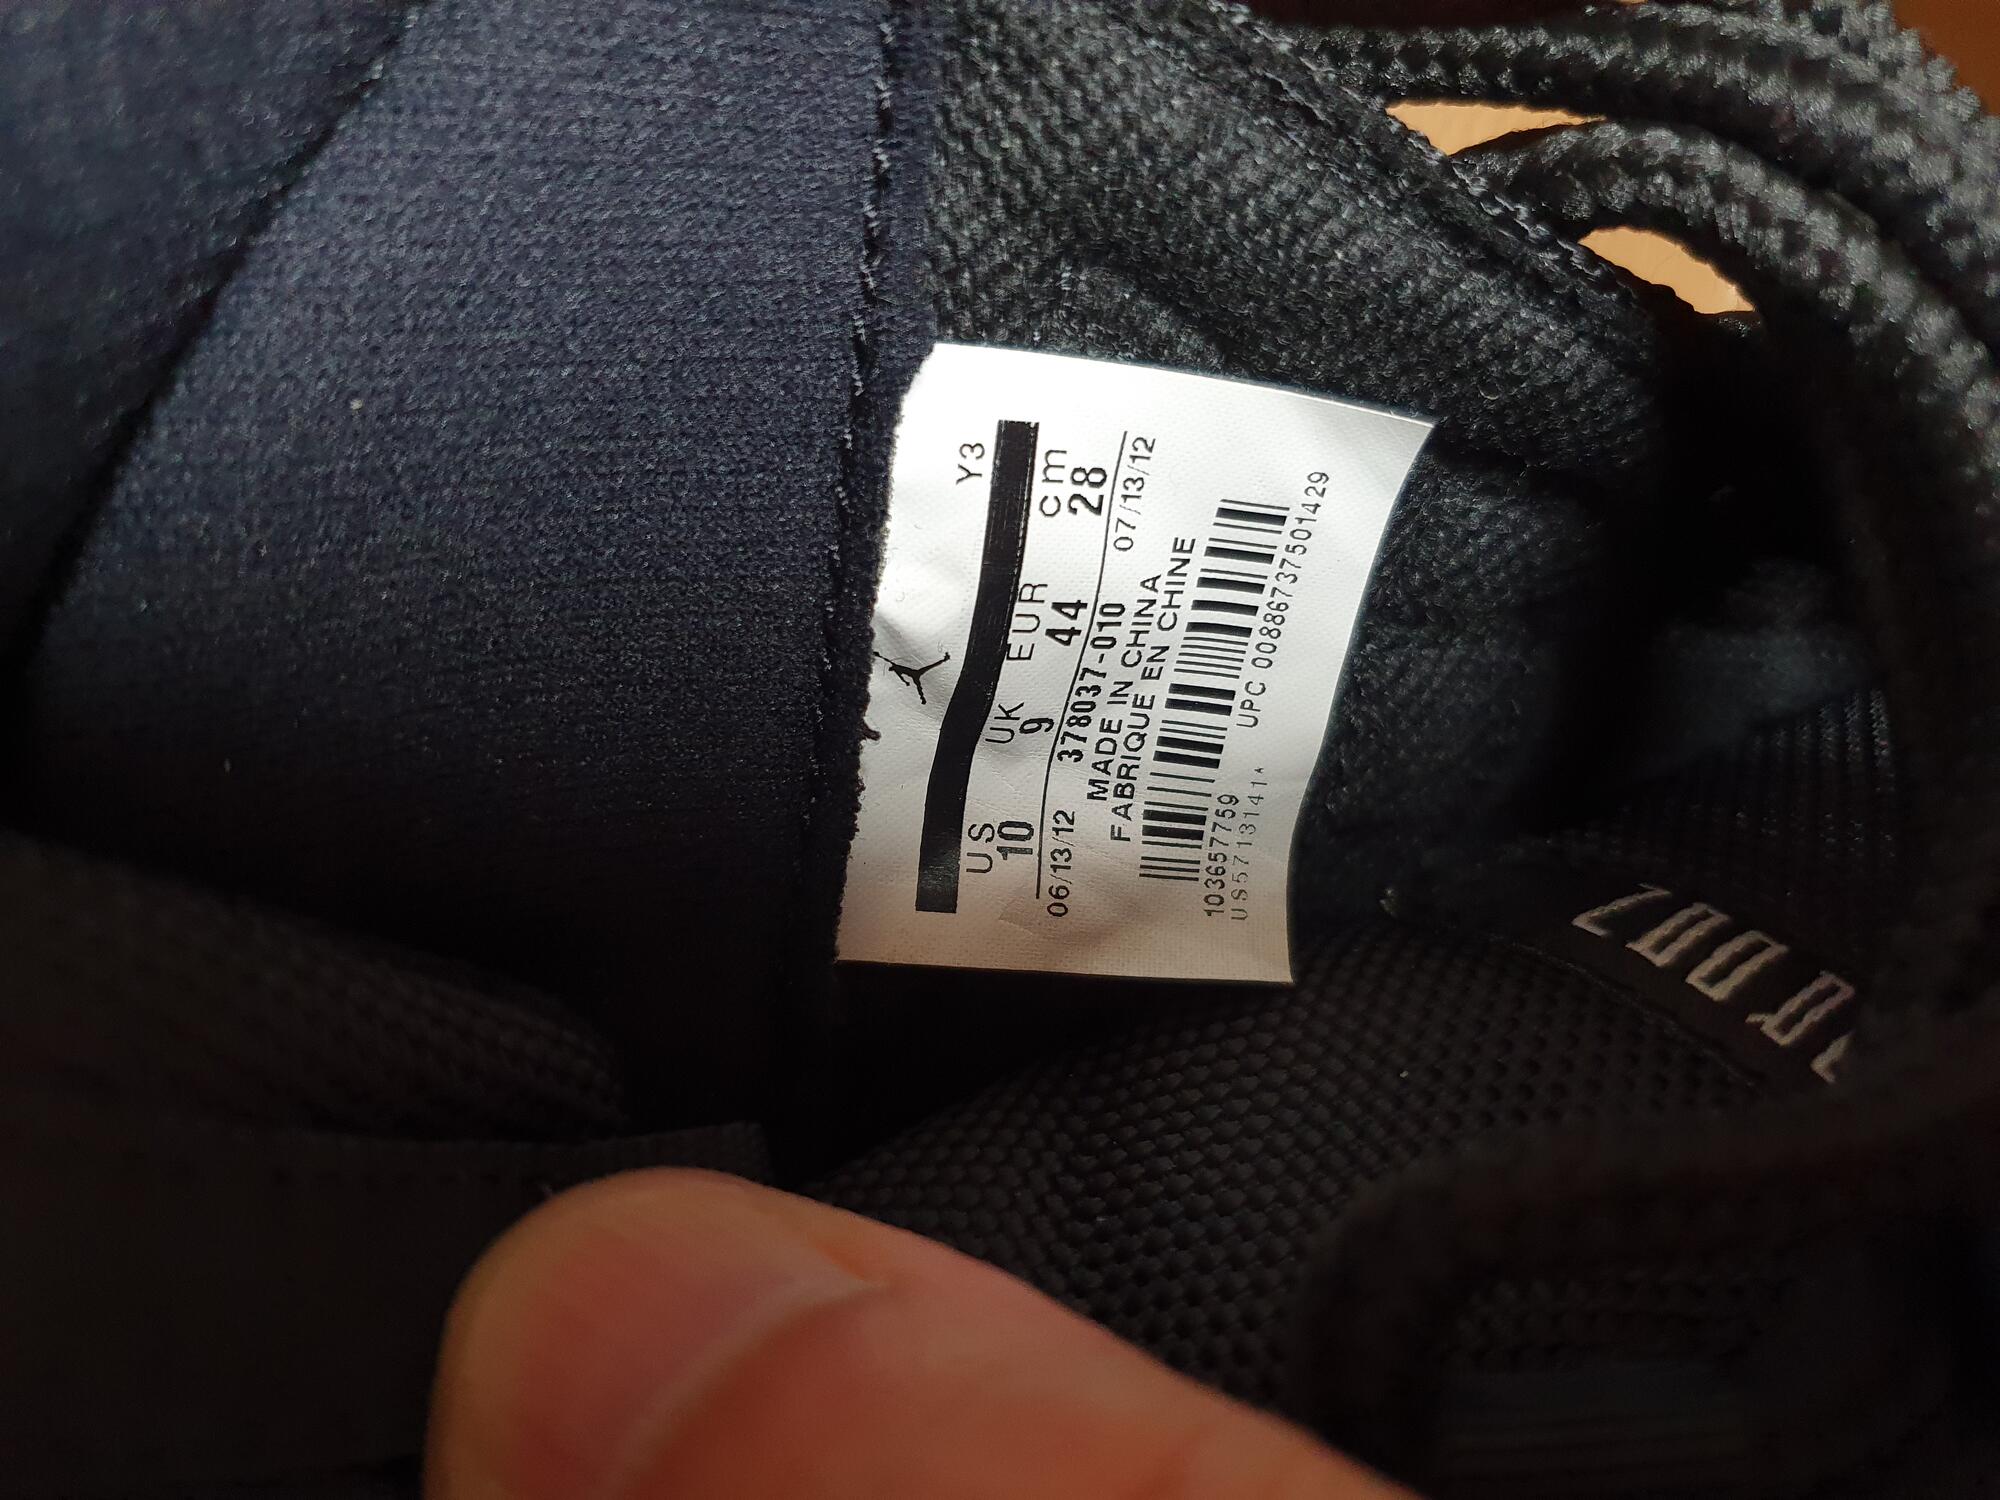 Y3
US UK EUR cm
10 9 44 28
06/13/12 378037-010 07/13/12
MADE IN CHINA
FABRIQUE EN CHINE
103657759 UPC 00886737501429